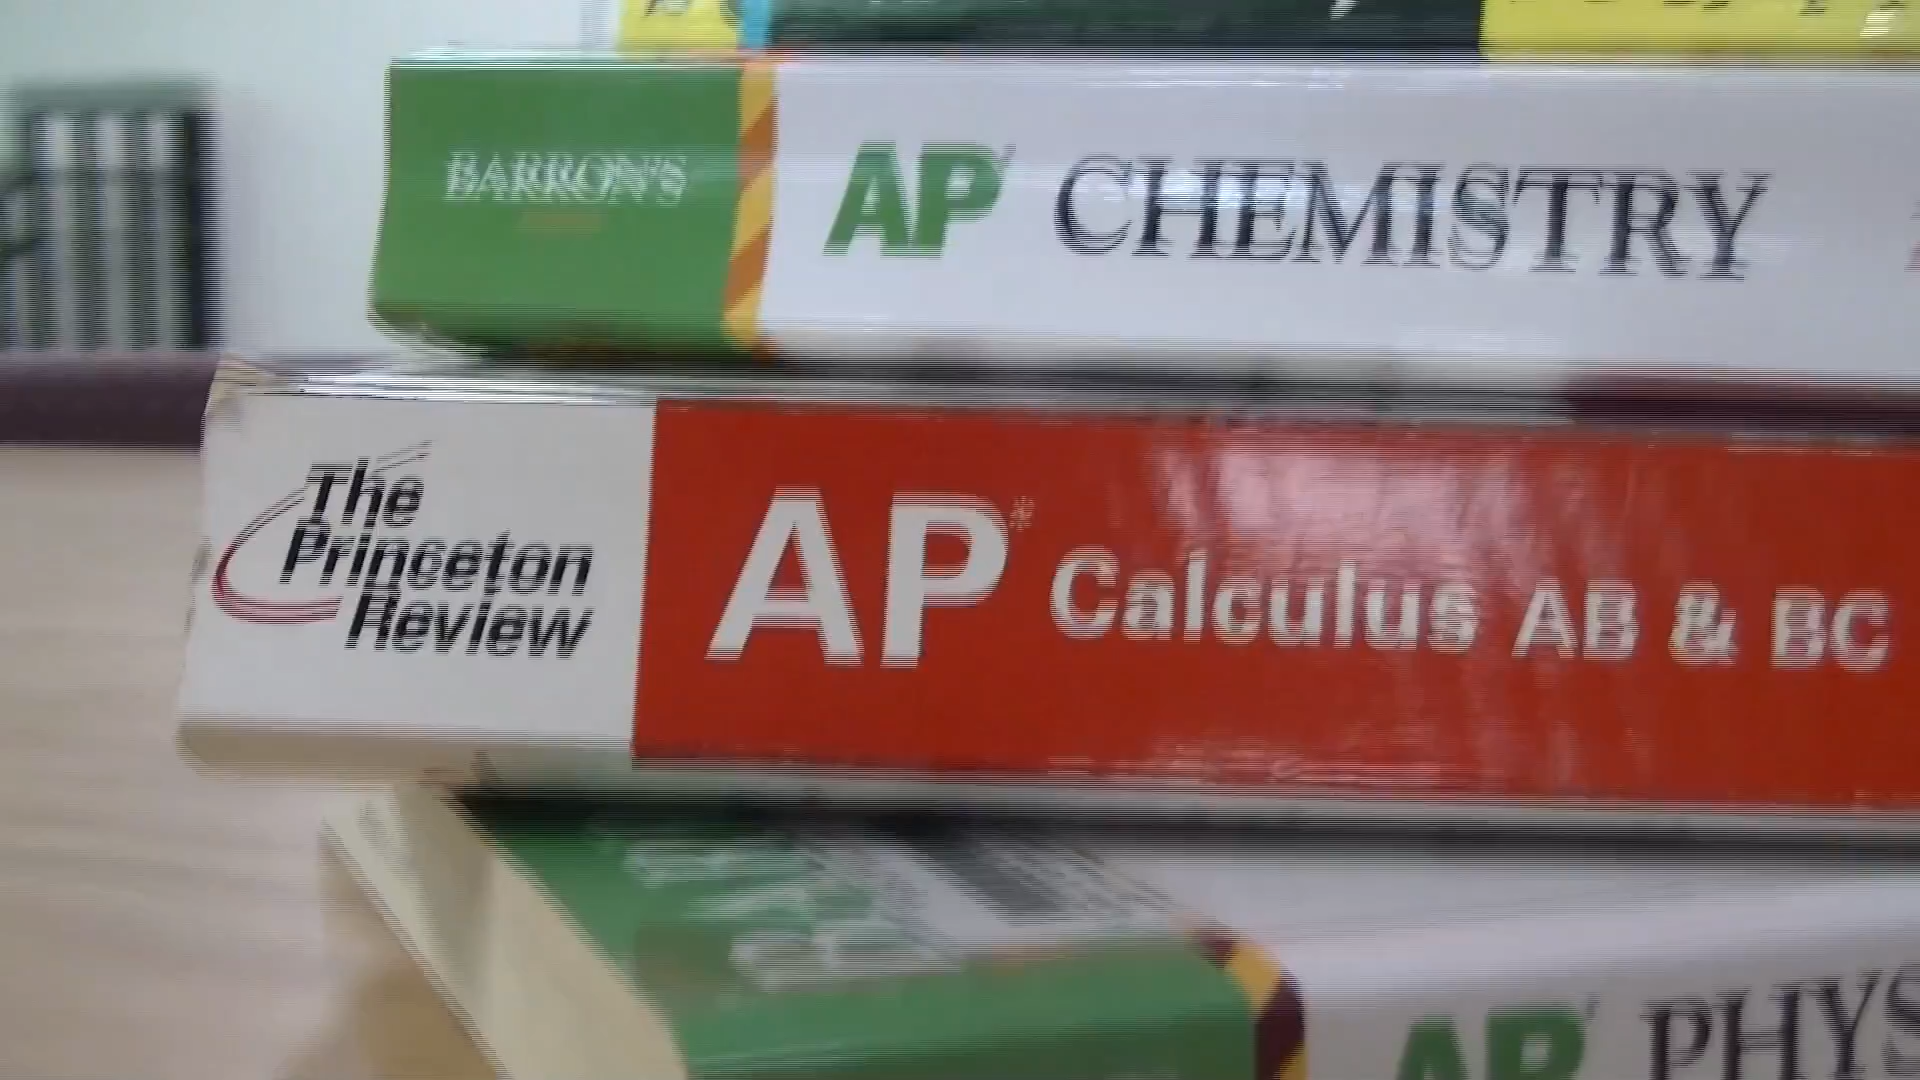 BARRON'S
AP CHEMISTRY
The
Princeton
Review
AP Calculus AB & BC
AP PHYS